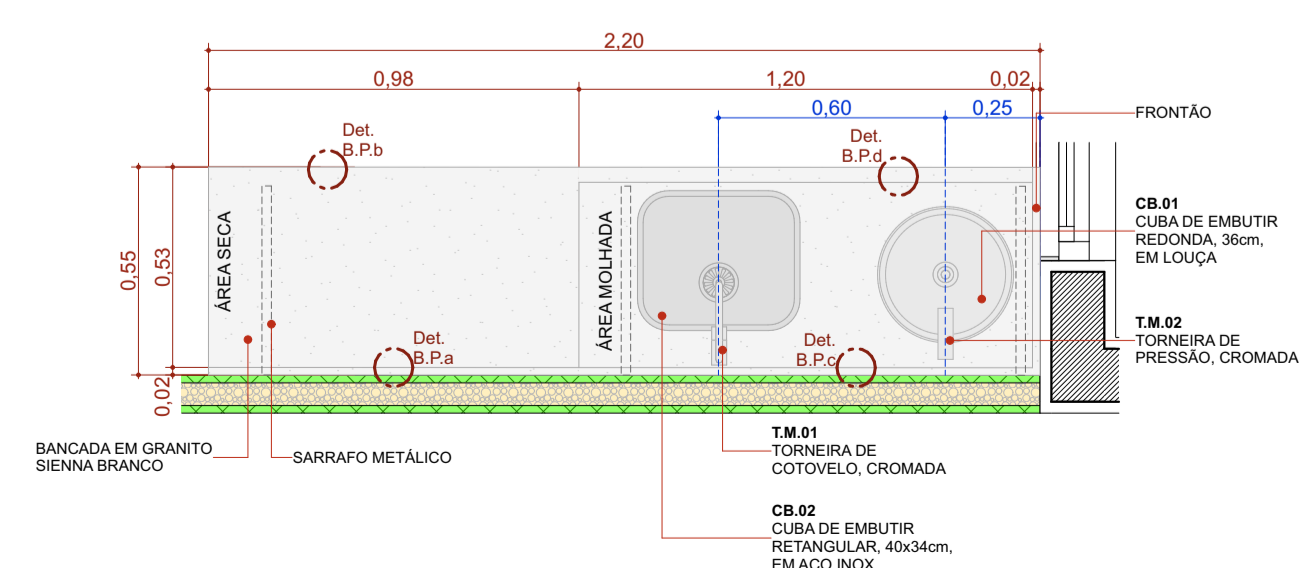 2,20
0,98
1,20
0,02
0,60
0,25
FRONTÃO
Det.
B.P.b
Det.
B.P.d
CB.01
CUBA DE EMBUTIR
REDONDA, 36cm,
EM LOUÇA
0,55
0,53
ÁREA SECA
ÁREA MOLHADA
T.M.02
TORNEIRA DE
PRESSÃO, CROMADA
Det.
B.P.a
Det.
B.P.c
0,02
BANCADA EM GRANITO
SIENNA BRANCO
SARRAFO METÁLICO
T.M.01
TORNEIRA DE
COTOVELO, CROMADA
CB.02
CUBA DE EMBUTIR
RETANGULAR, 40x34cm,
EM AÇO INOX